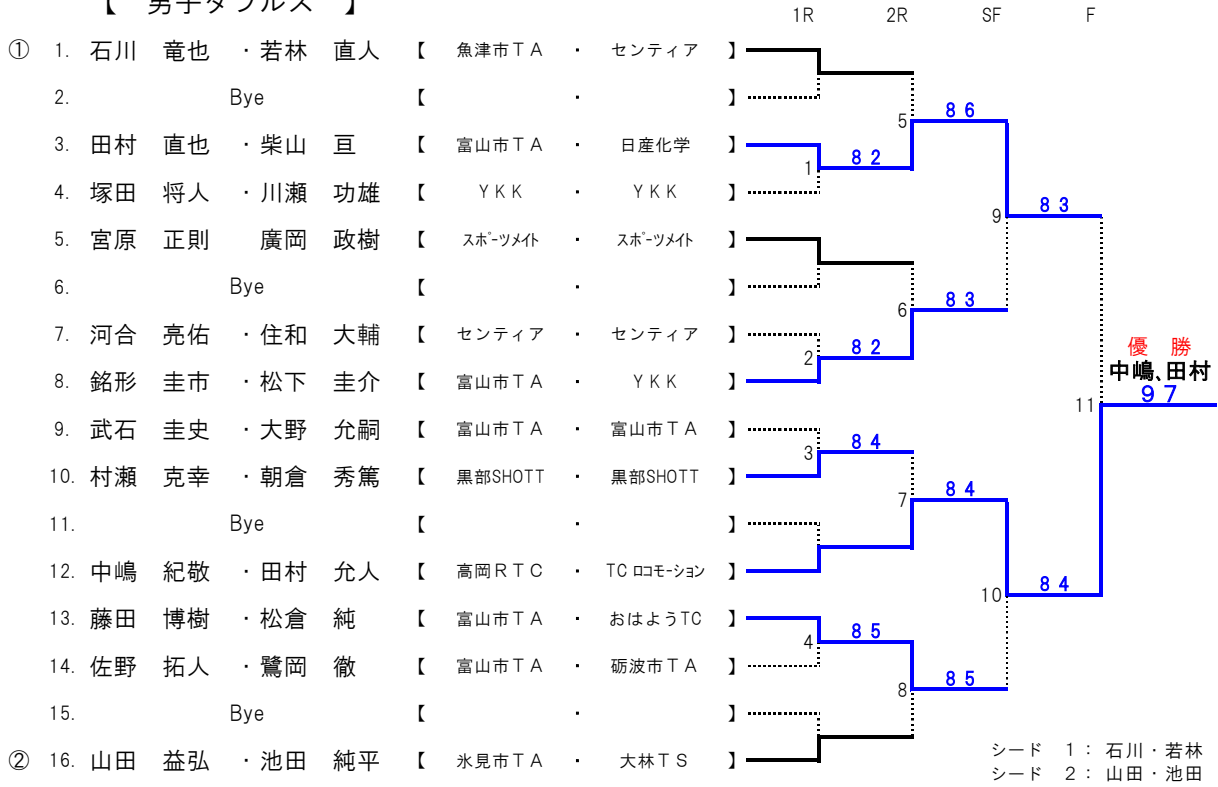 【 男子ダブルス 】
1R 2R SF F
① 1. 石川 竜也 ・若林 直人 【 魚津市ＴＡ ・ センティア 】
2. Bye 【 ・ 】
8 6
5
3. 田村 直也 ・柴山 亘 【 富山市ＴＡ ・ 日産化学 】
8 2
1
4. 塚田 将人 ・川瀬 功雄 【 ＹＫＫ ・ ＹＫＫ 】
8 3
9
5. 宮原 正則 廣岡 政樹 【 スポーツメイト ・ スポーツメイト 】
6. Bye 【 ・ 】
8 3
6
7. 河合 亮佑 ・住和 大輔 【 センティア ・ センティア 】
8 2
2
優 勝
中嶋、田村
9 7
11
8. 銘形 圭市 ・松下 圭介 【 富山市ＴＡ ・ ＹＫＫ 】
9. 武石 圭史 ・大野 允嗣 【 富山市ＴＡ ・ 富山市ＴＡ 】
8 4
3
10. 村瀬 克幸 ・朝倉 秀篤 【 黒部SHOTT ・ 黒部SHOTT 】
8 4
7
11. Bye 【 ・ 】
12. 中嶋 紀敬 ・田村 允人 【 高岡ＲＴＣ ・ TC ロコモーション 】
8 4
10
13. 藤田 博樹 ・松倉 純 【 富山市ＴＡ ・ おはようTC 】
8 5
4
14. 佐野 拓人 ・鷺岡 徹 【 富山市ＴＡ ・ 砺波市ＴＡ 】
8 5
8
15. Bye 【 ・ 】
② 16. 山田 益弘 ・池田 純平 【 氷見市ＴＡ ・ 大林ＴＳ 】
シード 1： 石川・若林
シード 2： 山田・池田